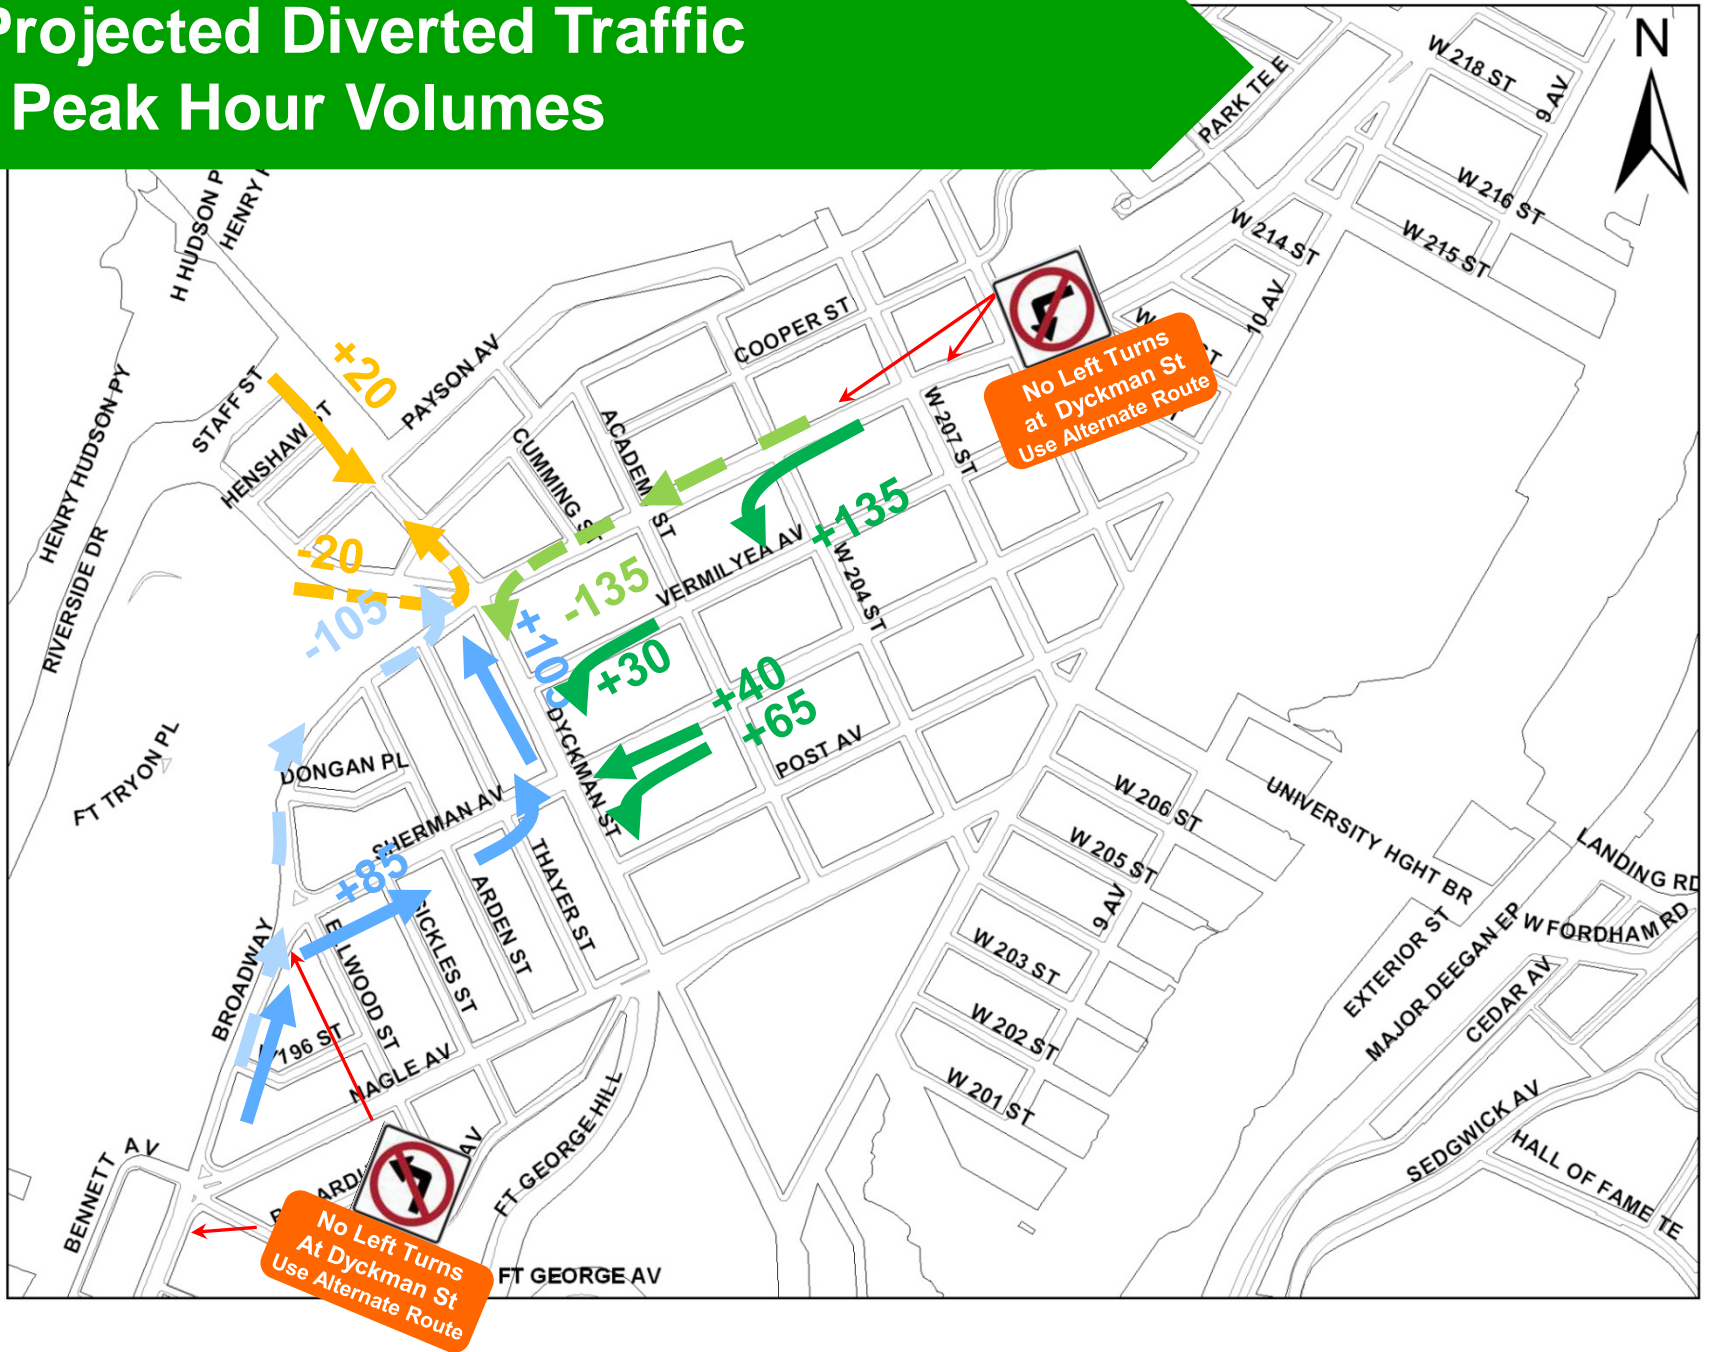 Projected Diverted Traffic
Peak Hour Volumes
N
W 218 ST
9 AV
PARK TE E
W 216 ST
W 215 ST
W 214 ST
10 AV
H HUDSON P
HENRY
COOPER ST
PAYSON AV
+20
STAFF ST
HENSHAW ST
HENRY HUDSON PY
RIVERSIDE DR
No Left Turns
at Dyckman St
Use Alternate Route
W 207 ST
ACADEMY ST
CUMMING ST
+135
-20
-105
-135
VERMILYEA AV
W 204 ST
+105
+30
+40
+65
POST AV
DYCKMAN ST
FT TRYON PL
DONGAN PL
SHERMAN AV
+85
THAYER ST
ARDEN ST
SICKLES ST
ELLWOOD ST
BROADWAY
W 196 ST
NAGLE AV
W 206 ST
W 205 ST
9 AV
W 203 ST
W 202 ST
W 201 ST
UNIVERSITY HGHT BR
LANDING RD
W FORDHAM RD
EXTERIOR ST
MAJOR DEEGAN EP
CEDAR AV
SEDGWICK AV
HALL OF FAME TE
BENNETT AV
AV
FT GEORGE HILL
FT GEORGE AV
No Left Turns
At Dyckman St
Use Alternate Route